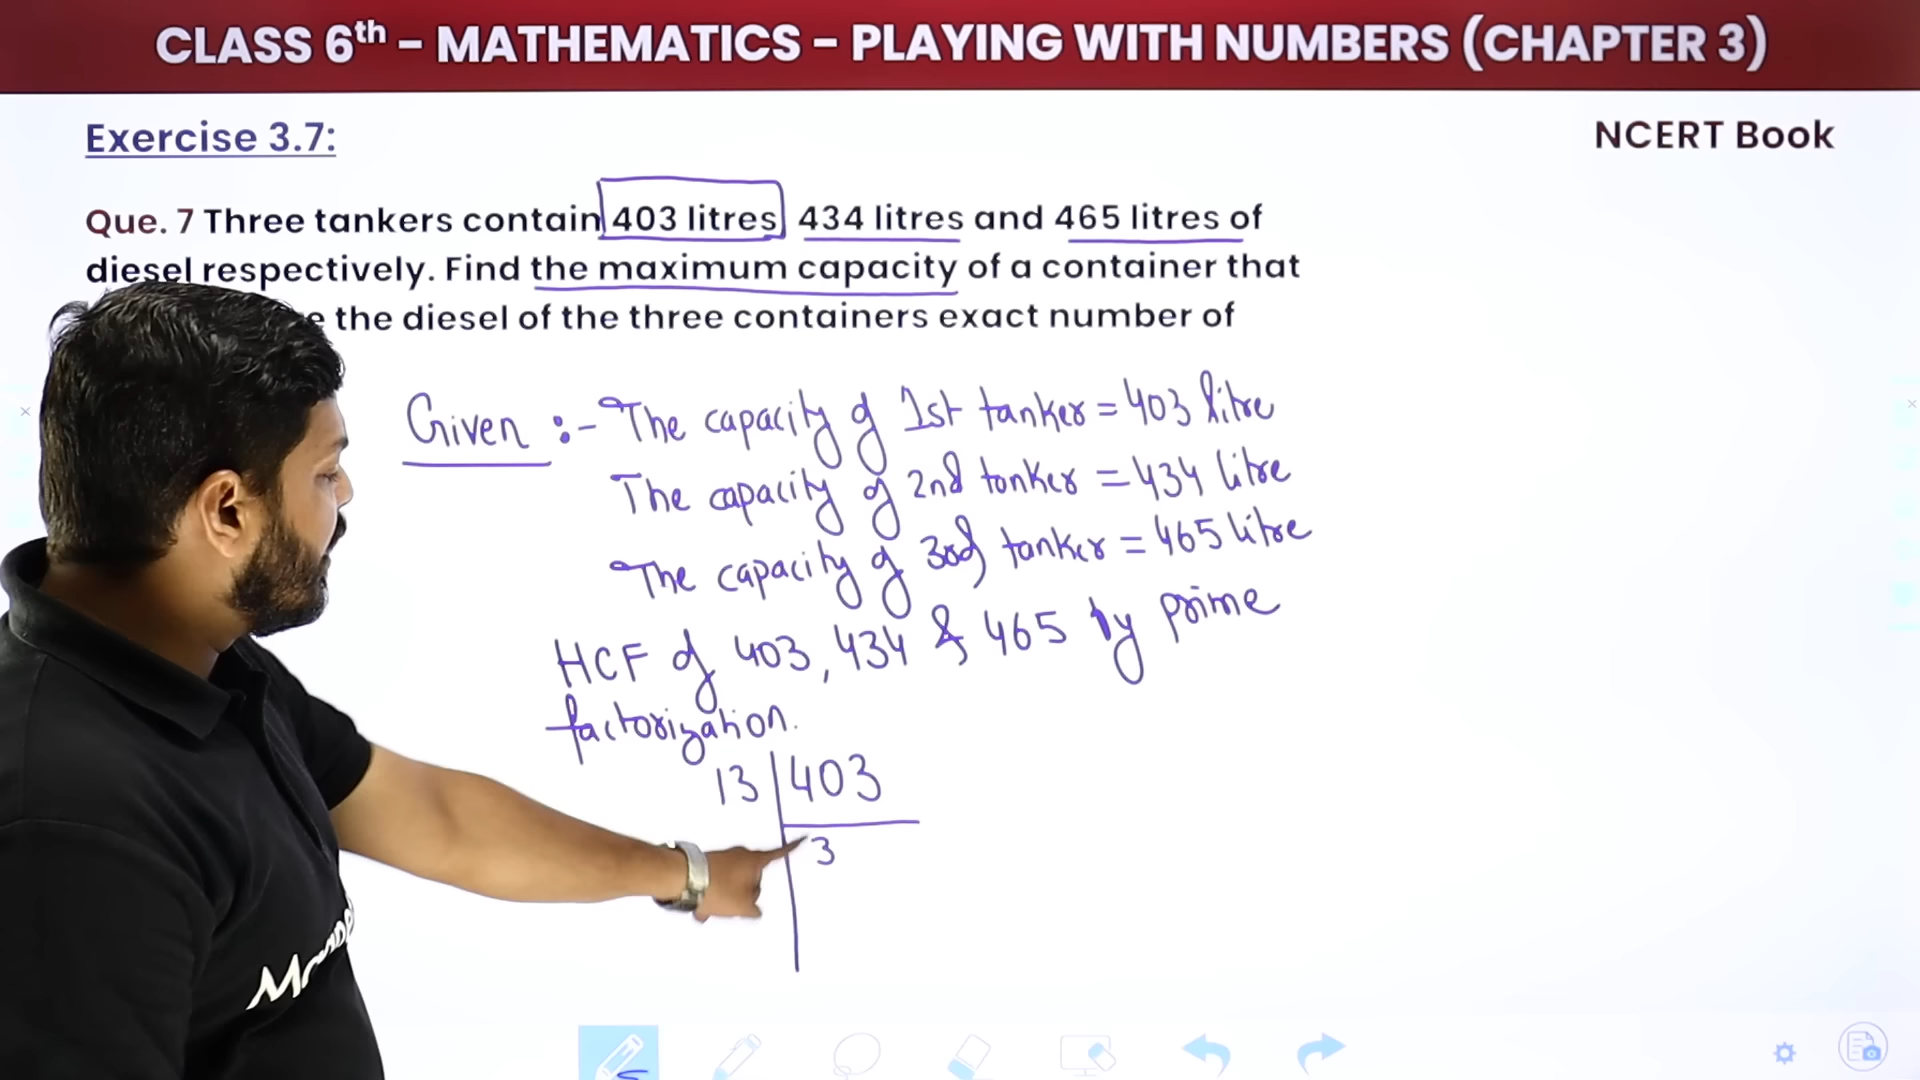 CLASS 6th – MATHEMATICS – PLAYING WITH NUMBERS (CHAPTER 3)
Exercise 3.7:
NCERT Book
Que. 7 Three tankers contain 403 litres 434 litres and 465 litres of
diesel respectively. Find the maximum capacity of a container that
the diesel of the three containers exact number of
Given :- The capacity of 1st tanker = 403 litre
The capacity of 2nd tanker = 434 litre
The capacity of 3rd tanker = 465 litre
HCF of 403, 434 & 465 by prime
factorization.
13 | 403
3